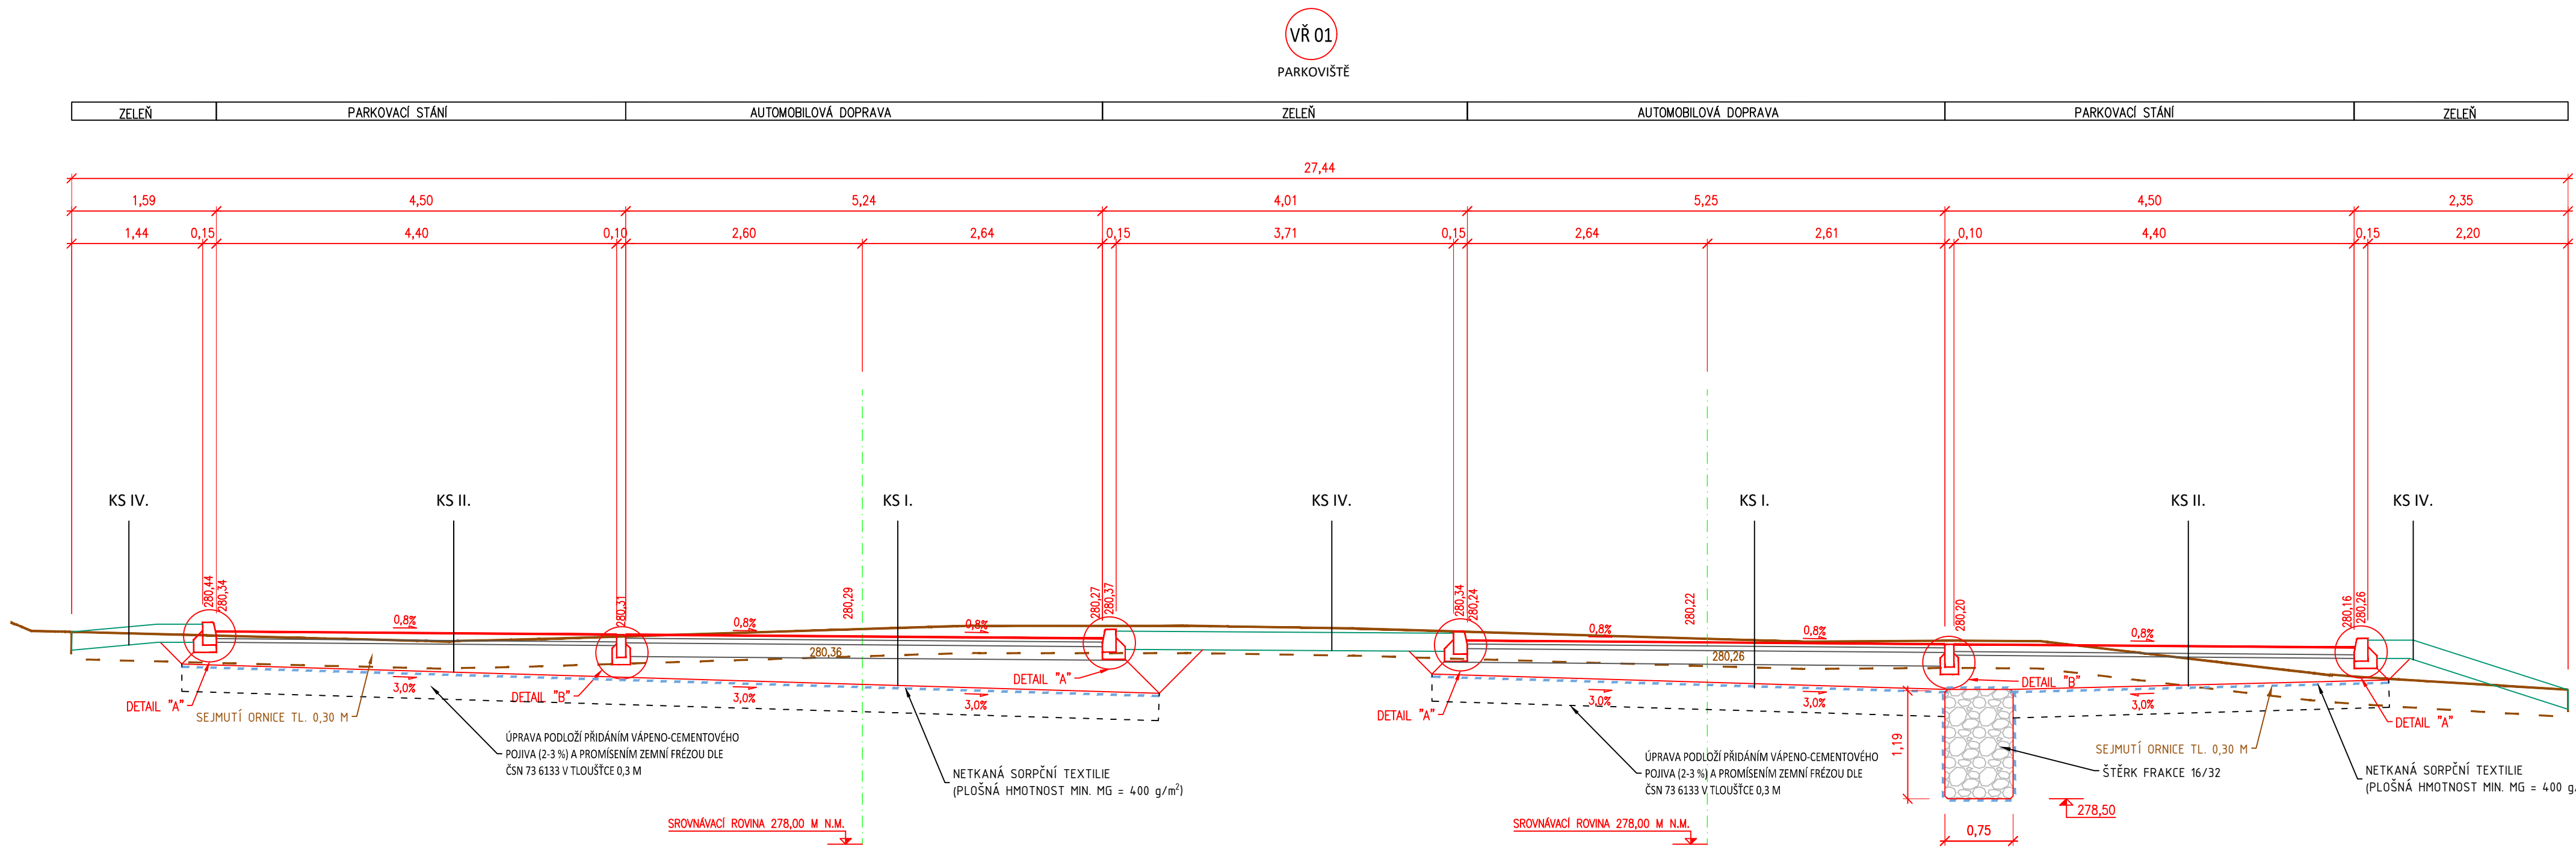 VŘ 01
PARKOVIŠTĚ
ZELEŇ
PARKOVACÍ STÁNÍ
AUTOMOBILOVÁ DOPRAVA
ZELEŇ
AUTOMOBILOVÁ DOPRAVA
PARKOVACÍ STÁNÍ
ZELEŇ
27,44
1,59
4,50
5,24
4,01
5,25
4,50
2,35
1,44
0,15
4,40
0,10
2,60
2,64
0,15
3,71
0,15
2,64
2,61
0,10
4,40
0,15
2,20
KS IV.
KS II.
KS I.
KS IV.
KS I.
KS II.
KS IV.
280,44
280,34
280,31
280,29
280,27
280,37
280,34
280,24
280,22
280,20
280,16
280,26
0,8%
0,8%
0,8%
0,8%
0,8%
0,8%
280,36
280,26
3,0%
3,0%
3,0%
3,0%
3,0%
3,0%
DETAIL "A"
DETAIL "B"
DETAIL "A"
DETAIL "A"
DETAIL "B"
DETAIL "A"
SEJMUTÍ ORNICE TL. 0,30 M
ÚPRAVA PODLOŽÍ PŘIDÁNÍM VÁPENO-CEMENTOVÉHO
POJIVA (2-3 %) A PROMÍSENÍM ZEMNÍ FRÉZOU DLE
ČSN 73 6133 V TLOUŠŤCE 0,3 M
NETKANÁ SORPČNÍ TEXTILIE
(PLOŠNÁ HMOTNOST MIN. MG = 400 g/m²)
SROVNÁVACÍ ROVINA 278,00 M N.M.
SROVNÁVACÍ ROVINA 278,00 M N.M.
ÚPRAVA PODLOŽÍ PŘIDÁNÍM VÁPENO-CEMENTOVÉHO
POJIVA (2-3 %) A PROMÍSENÍM ZEMNÍ FRÉZOU DLE
ČSN 73 6133 V TLOUŠŤCE 0,3 M
1,19
0,75
SEJMUTÍ ORNICE TL. 0,30 M
ŠTĚRK FRAKCE 16/32
278,50
NETKANÁ SORPČNÍ TEXTILIE
(PLOŠNÁ HMOTNOST MIN. MG = 400 g/